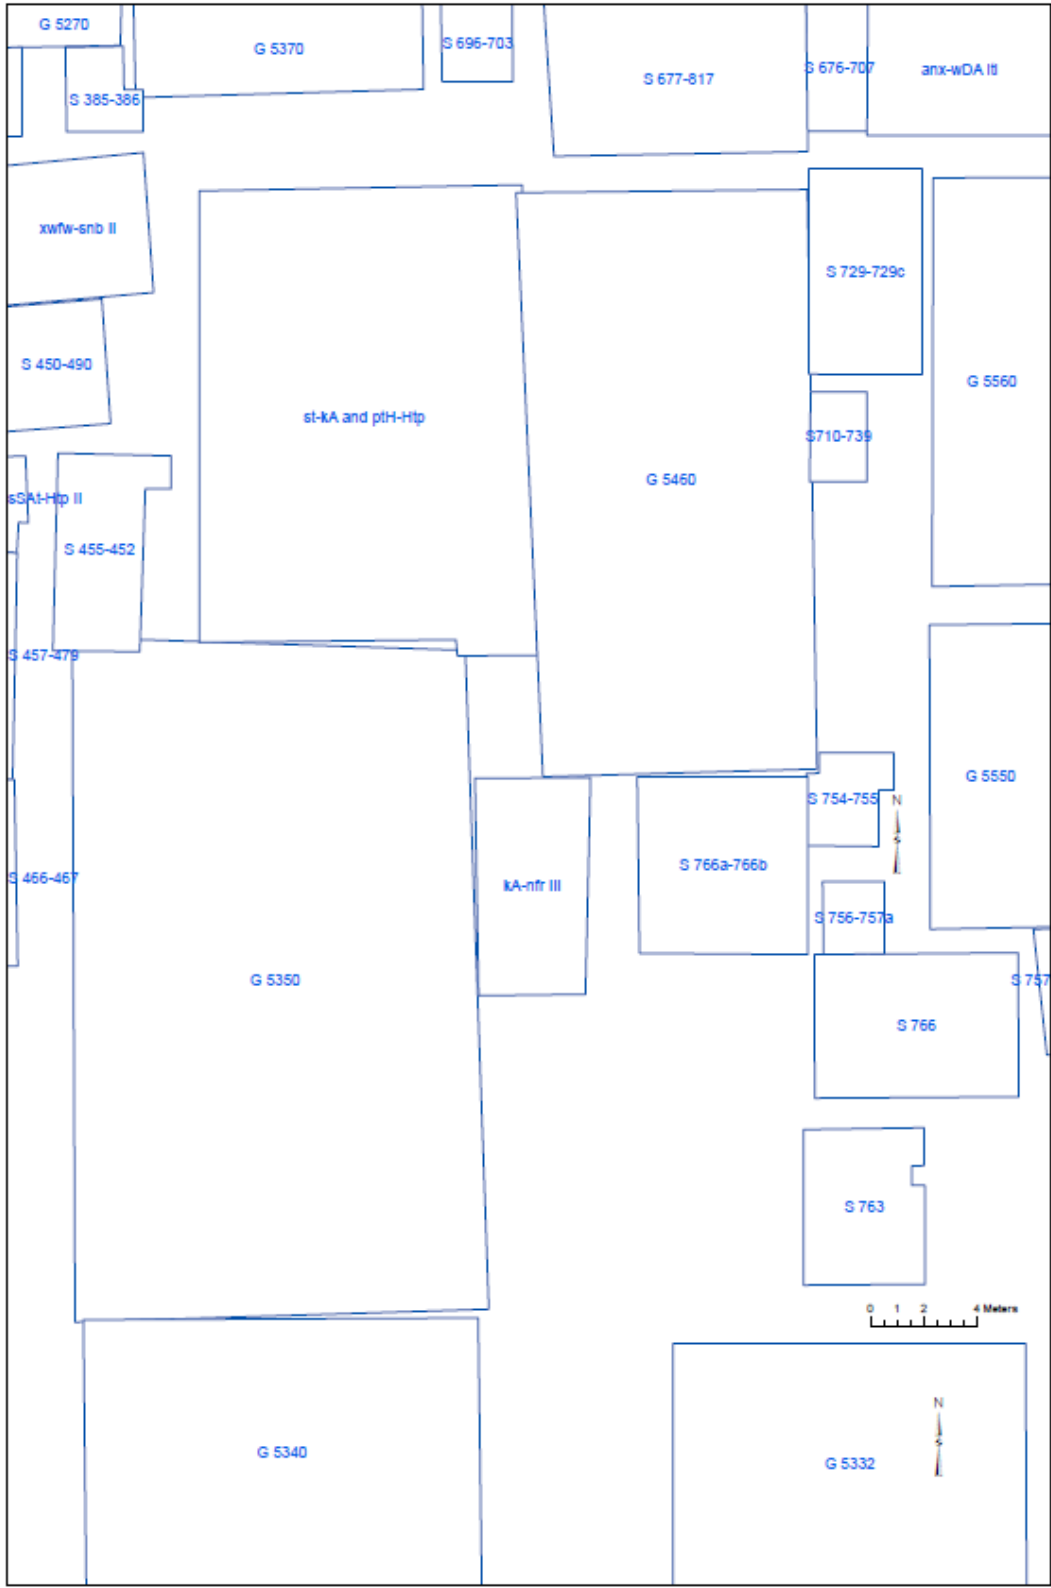 G 5270
G 5370
S 696-703
S 677-817
S 676-707
anx-wDA Itl
S 385-386
xwfw-snb II
S 729-729c
S 450-490
G 5560
st-kA and ptH-Htp
S710-739
G 5460
sSAt-Htp II
S 455-452
S 457-479
G 5550
S 754-755
N
S
S 466-467
kA-nfr III
S 766a-766b
S 756-757a
G 5350
S 757
S 766
S 763
0 1 2 4 Meters
N
S
G 5340
G 5332